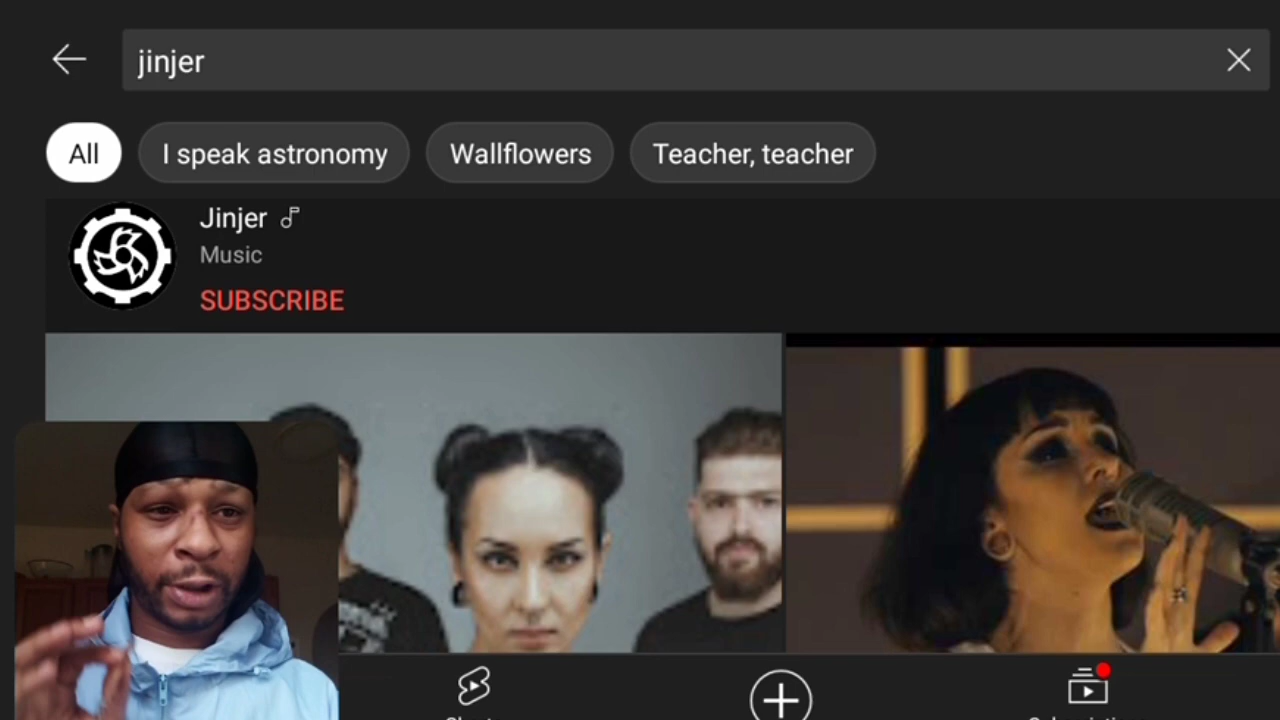 jinjer
All
I speak astronomy
Wallflowers
Teacher, teacher
Jinjer
Music
SUBSCRIBE